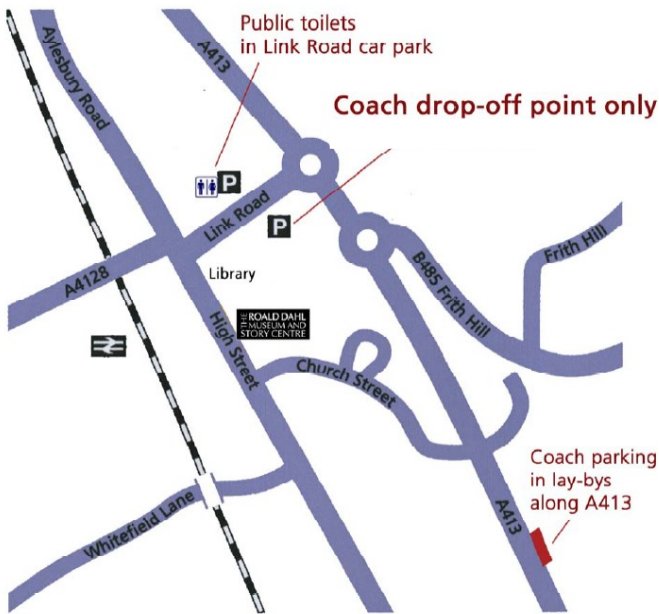 Public toilets
in Link Road car park
Aylesbury Road
A413
Coach drop-off point only
P
Link Road
P
Frith Hill
A4128
Library
B485 Frith Hill
THE ROALD DAHL
MUSEUM AND
STORY CENTRE
High Street
Church Street
Coach parking
in lay-bys
along A413
A413
Whitefield Lane